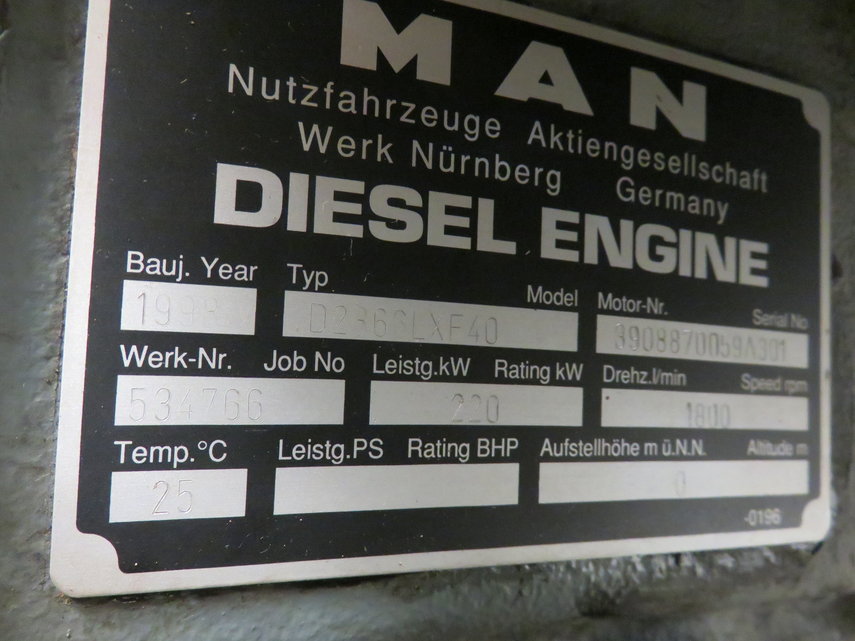 MAN
Nutzfahrzeuge Aktiengesellschaft
Werk Nürnberg Germany
DIESEL ENGINE
Bauj. Year Typ Model Motor-Nr. Serial No
D2866LXF40 3908870059A301
Werk-Nr. Job No Leistg.kW Rating kW Drehz.l/min Speed rpm
534766 220 1800
Temp.°C Leistg.PS Rating BHP Aufstellhöhe m ü.N.N. Altitude m
25 0
-0196